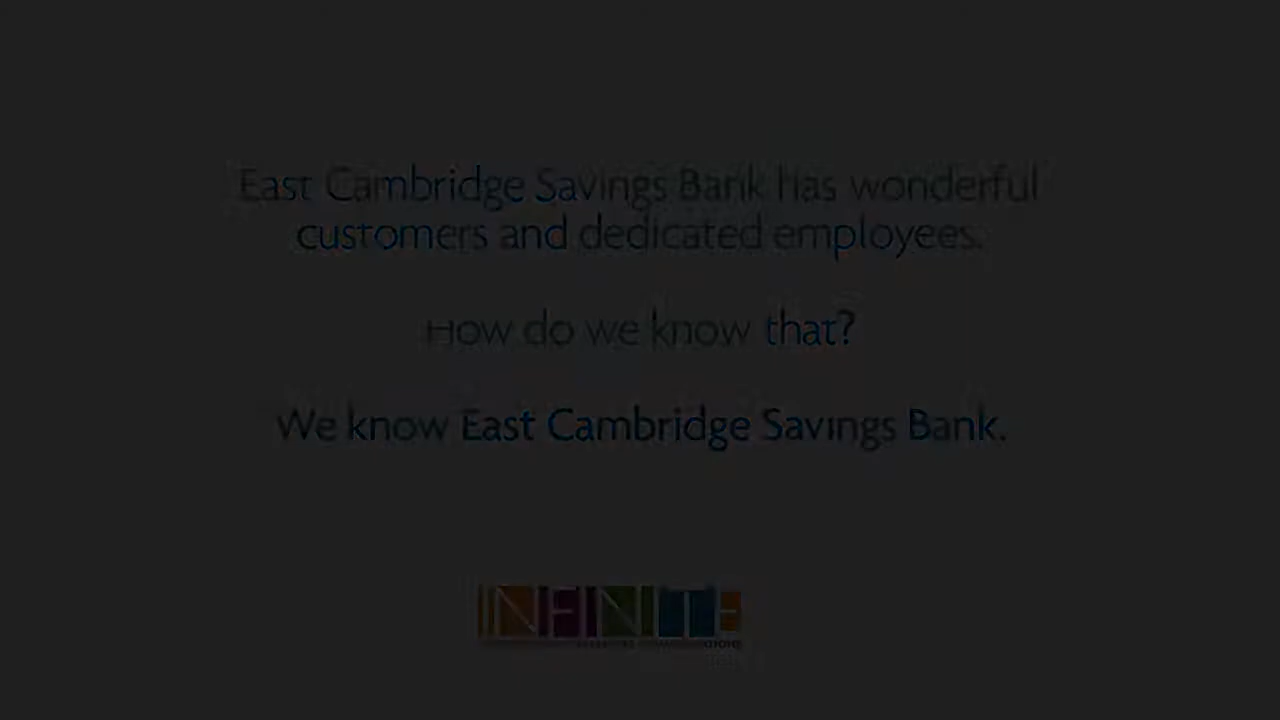 East Cambridge Savings Bank has wonderful
customers and dedicated employees.
How do we know that?
We know East Cambridge Savings Bank.
INFINITE